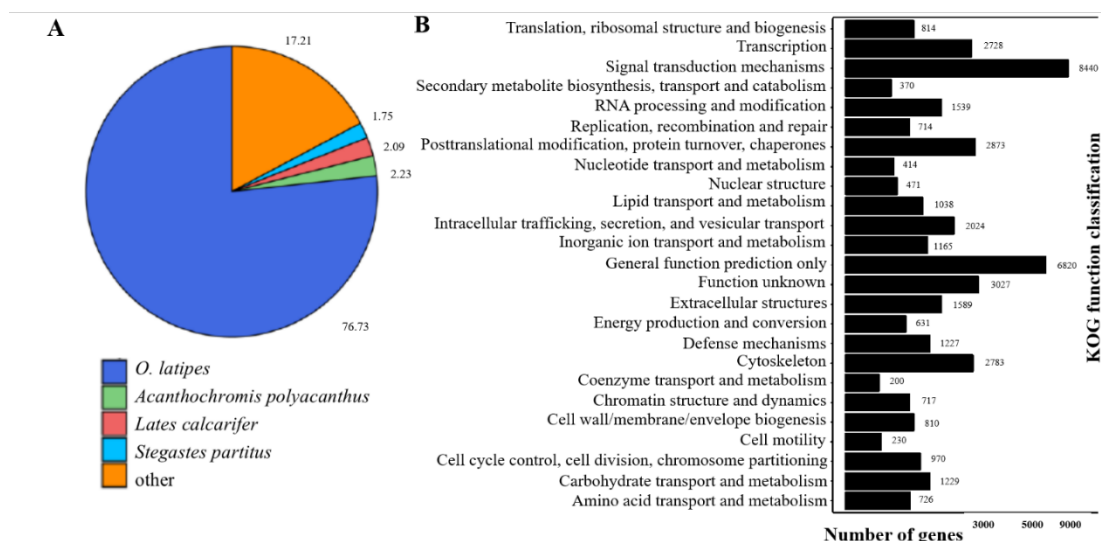 A
17.21
1.75
2.09
2.23
76.73
O. latipes
Acanthochromis polyacanthus
Lates calcarifer
Stegastes partitus
other
B
Translation, ribosomal structure and biogenesis 814
Transcription 2728
Signal transduction mechanisms 8440
Secondary metabolite biosynthesis, transport and catabolism 370
RNA processing and modification 1539
Replication, recombination and repair 714
Posttranslational modification, protein turnover, chaperones 2873
Nucleotide transport and metabolism 414
Nuclear structure 471
Lipid transport and metabolism 1038
Intracellular trafficking, secretion, and vesicular transport 2024
Inorganic ion transport and metabolism 1165
General function prediction only 6820
Function unknown 3027
Extracellular structures 1589
Energy production and conversion 631
Defense mechanisms 1227
Cytoskeleton 2783
Coenzyme transport and metabolism 200
Chromatin structure and dynamics 717
Cell wall/membrane/envelope biogenesis 810
Cell motility 230
Cell cycle control, cell division, chromosome partitioning 970
Carbohydrate transport and metabolism 1229
Amino acid transport and metabolism 726
3000 5000 9000
Number of genes
KOG function classification